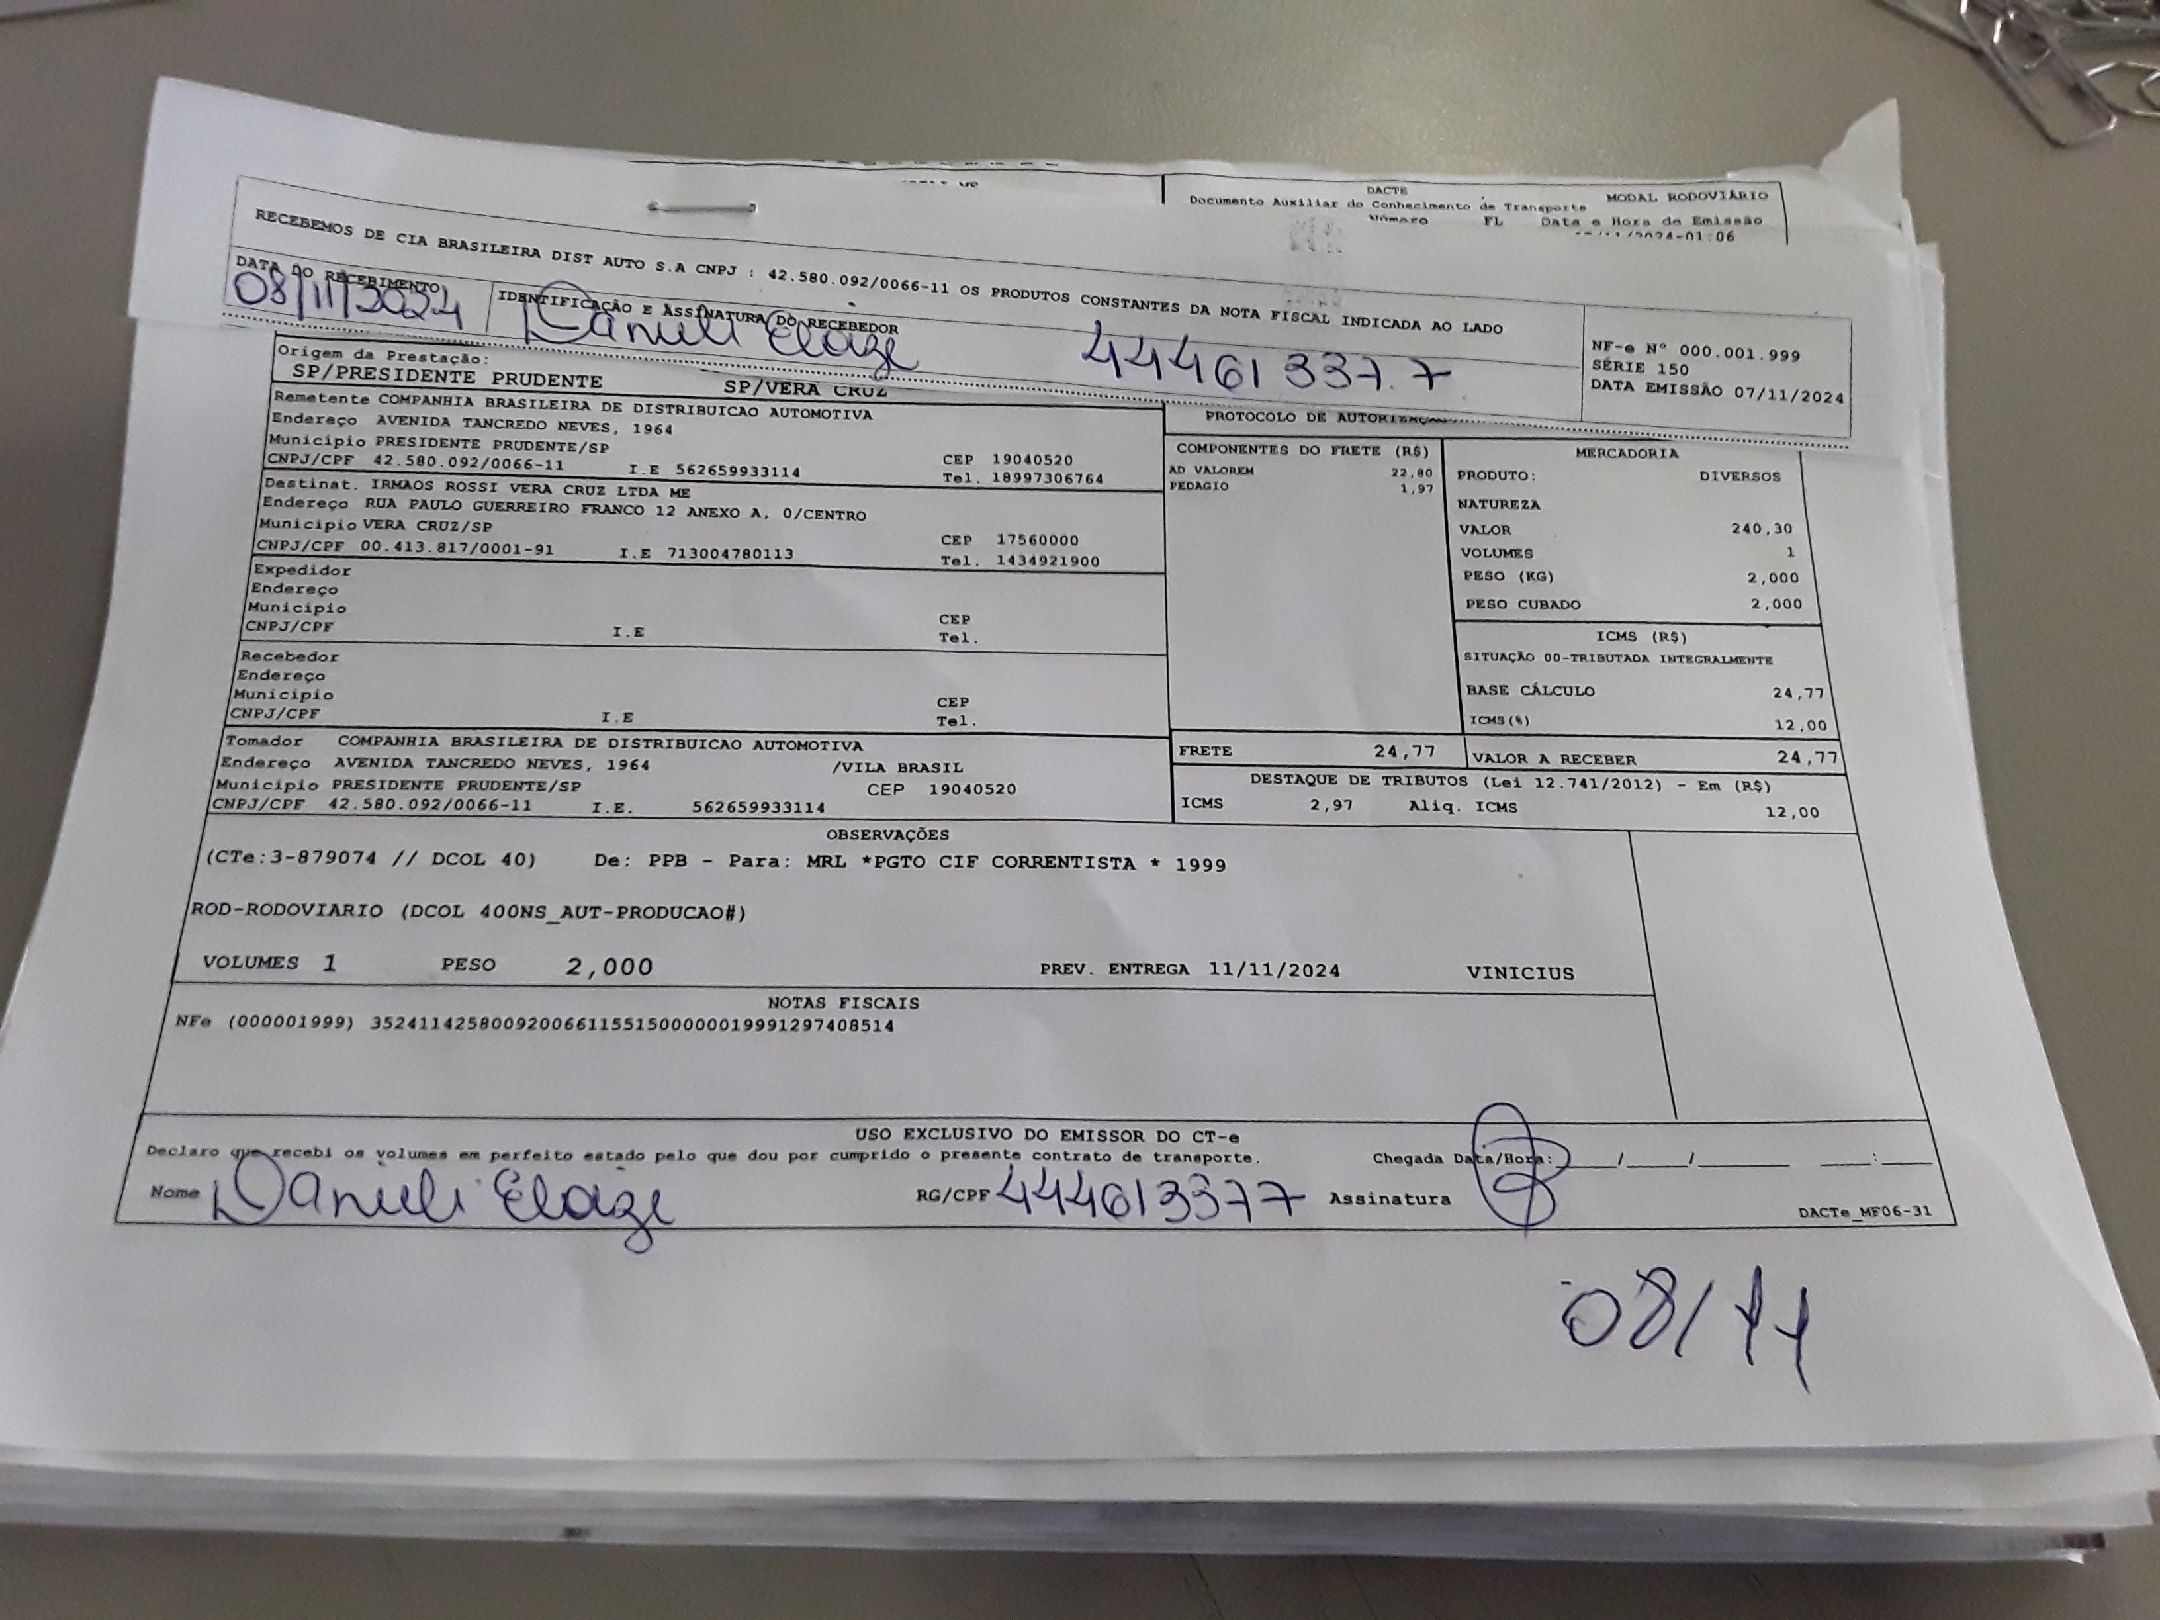 DACTE
Documento Auxiliar do Conhecimento de Transporte
MODAL RODOVIÁRIO
Número FL Data e Hora de Emissão
/11/2024-01:06
RECEBEMOS DE CIA BRASILEIRA DIST AUTO S.A CNPJ : 42.580.092/0066-11 OS PRODUTOS CONSTANTES DA NOTA FISCAL INDICADA AO LADO
DATA DO RECEBIMENTO
08/11/2024
IDENTIFICAÇÃO E ASSINATURA DO RECEBEDOR
44461337.7
NF-e Nº 000.001.999
SÉRIE 150
DATA EMISSÃO 07/11/2024
Origem da Prestação:
SP/PRESIDENTE PRUDENTE SP/VERA CRUZ
Remetente COMPANHIA BRASILEIRA DE DISTRIBUICAO AUTOMOTIVA
Endereço AVENIDA TANCREDO NEVES, 1964
Municipio PRESIDENTE PRUDENTE/SP
CEP 19040520
CNPJ/CPF 42.580.092/0066-11 I.E 562659933114 Tel. 18997306764
Destinat. IRMAOS ROSSI VERA CRUZ LTDA ME
Endereço RUA PAULO GUERREIRO FRANCO 12 ANEXO A, 0/CENTRO
Municipio VERA CRUZ/SP
CEP 17560000
CNPJ/CPF 00.413.817/0001-91 I.E 713004780113 Tel. 1434921900
Expedidor
Endereço
Municipio CEP
CNPJ/CPF I.E Tel.
Recebedor
Endereço
Municipio CEP
CNPJ/CPF I.E Tel.
Tomador COMPANHIA BRASILEIRA DE DISTRIBUICAO AUTOMOTIVA
Endereço AVENIDA TANCREDO NEVES, 1964 /VILA BRASIL
Municipio PRESIDENTE PRUDENTE/SP CEP 19040520
CNPJ/CPF 42.580.092/0066-11 I.E. 562659933114
PROTOCOLO DE AUTORIZAÇÃO
COMPONENTES DO FRETE (R$)
AD VALOREM 22,80
PEDAGIO 1,97
MERCADORIA
PRODUTO: DIVERSOS
NATUREZA
VALOR 240,30
VOLUMES 1
PESO (KG) 2,000
PESO CUBADO 2,000
ICMS (R$)
SITUAÇÃO 00-TRIBUTADA INTEGRALMENTE
BASE CÁLCULO 24,77
ICMS(%) 12,00
FRETE 24,77 VALOR A RECEBER 24,77
DESTAQUE DE TRIBUTOS (Lei 12.741/2012) - Em (R$)
ICMS 2,97 Aliq. ICMS 12,00
OBSERVAÇÕES
(CTe:3-879074 // DCOL 40) De: PPB - Para: MRL *PGTO CIF CORRENTISTA * 1999
ROD-RODOVIARIO (DCOL 400NS_AUT-PRODUCAO#)
VOLUMES 1 PESO 2,000 PREV. ENTREGA 11/11/2024 VINICIUS
NOTAS FISCAIS
NFe (000001999) 35241142580092006611551500000019991297408514
USO EXCLUSIVO DO EMISSOR DO CT-e
Declaro que recebi os volumes em perfeito estado pelo que dou por cumprido o presente contrato de transporte. Chegada Data/Hora: ____/____/______ ____:____
Nome RG/CPF 444613377 Assinatura
DACTe_MF06-31
08/11